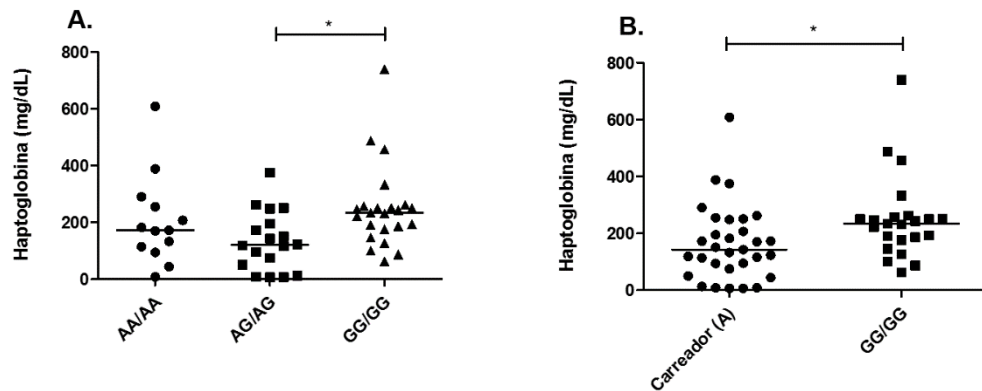 A.
*
Haptoglobina (mg/dL)
800
600
400
200
0
AA/AA
AG/AG
GG/GG
B.
*
Haptoglobina (mg/dL)
800
600
400
200
0
Carreador (A)
GG/GG